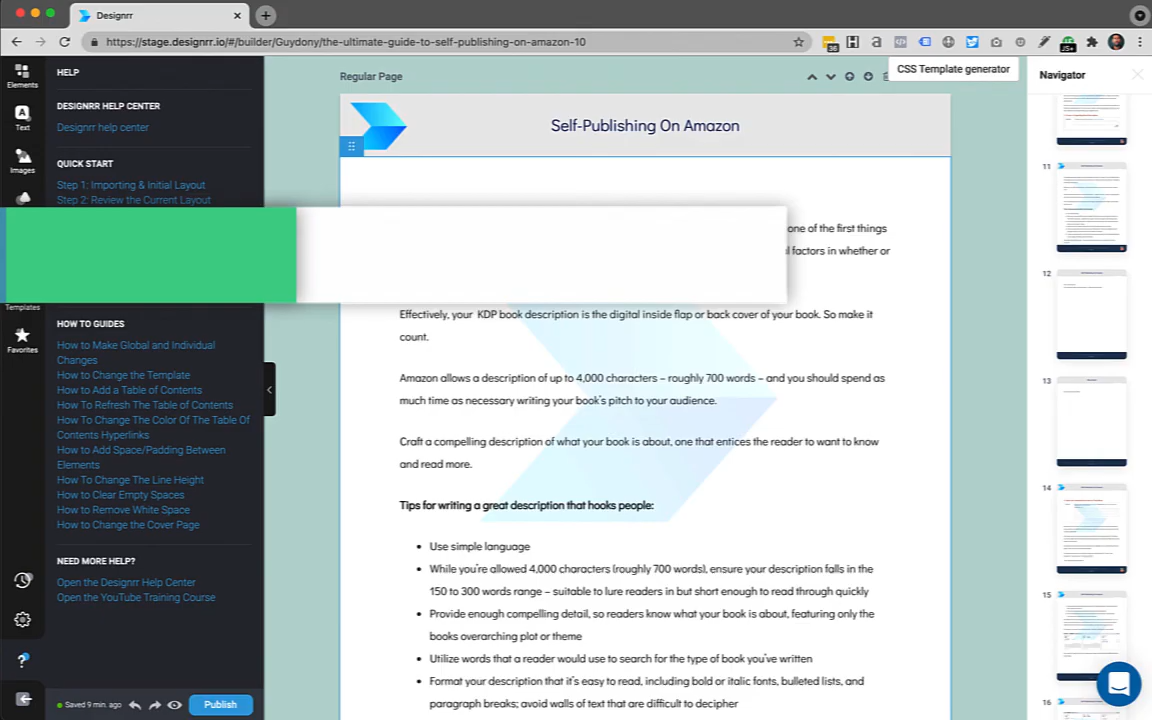 Designrr
https://stage.designrr.io/#/builder/Guydony/the-ultimate-guide-to-self-publishing-on-amazon-10
36
JS+
Elements
Text
Images
Templates
Favorites
HELP
DESIGNRR HELP CENTER
Designrr help center
QUICK START
Step 1: Importing & Initial Layout
Step 2: Review the Current Layout
HOW TO GUIDES
How to Make Global and Individual
Changes
How to Change the Template
How to Add a Table of Contents
How To Refresh The Table of Contents
How To Change The Color Of The Table Of
Contents Hyperlinks
How to Add Space/Padding Between
Elements
How To Change The Line Height
How to Clear Empty Spaces
How to Remove White Space
How to Change the Cover Page
NEED MORE HELP?
Open the Designrr Help Center
Open the YouTube Training Course
Saved 9 min. ago
Publish
Regular Page
CSS Template generator
Self-Publishing On Amazon
one of the first things
factors in whether or
Effectively, your KDP book description is the digital inside flap or back cover of your book. So make it
count.
Amazon allows a description of up to 4,000 characters – roughly 700 words – and you should spend as
much time as necessary writing your book's pitch to your audience.
Craft a compelling description of what your book is about, one that entices the reader to want to know
and read more.
Tips for writing a great description that hooks people:
• Use simple language
• While you're allowed 4,000 characters (roughly 700 words), ensure your description falls in the
150 to 300 words range – suitable to lure readers in but short enough to read through quickly
• Provide enough compelling detail, so readers know what your book is about, featuring only the
books overarching plot or theme
• Utilize words that a reader would use to search for the type of book you've written
• Format your description that it's easy to read, including bold or italic fonts, bulleted lists, and
paragraph breaks; avoid walls of text that are difficult to decipher
Navigator
11
12
13
14
15
16